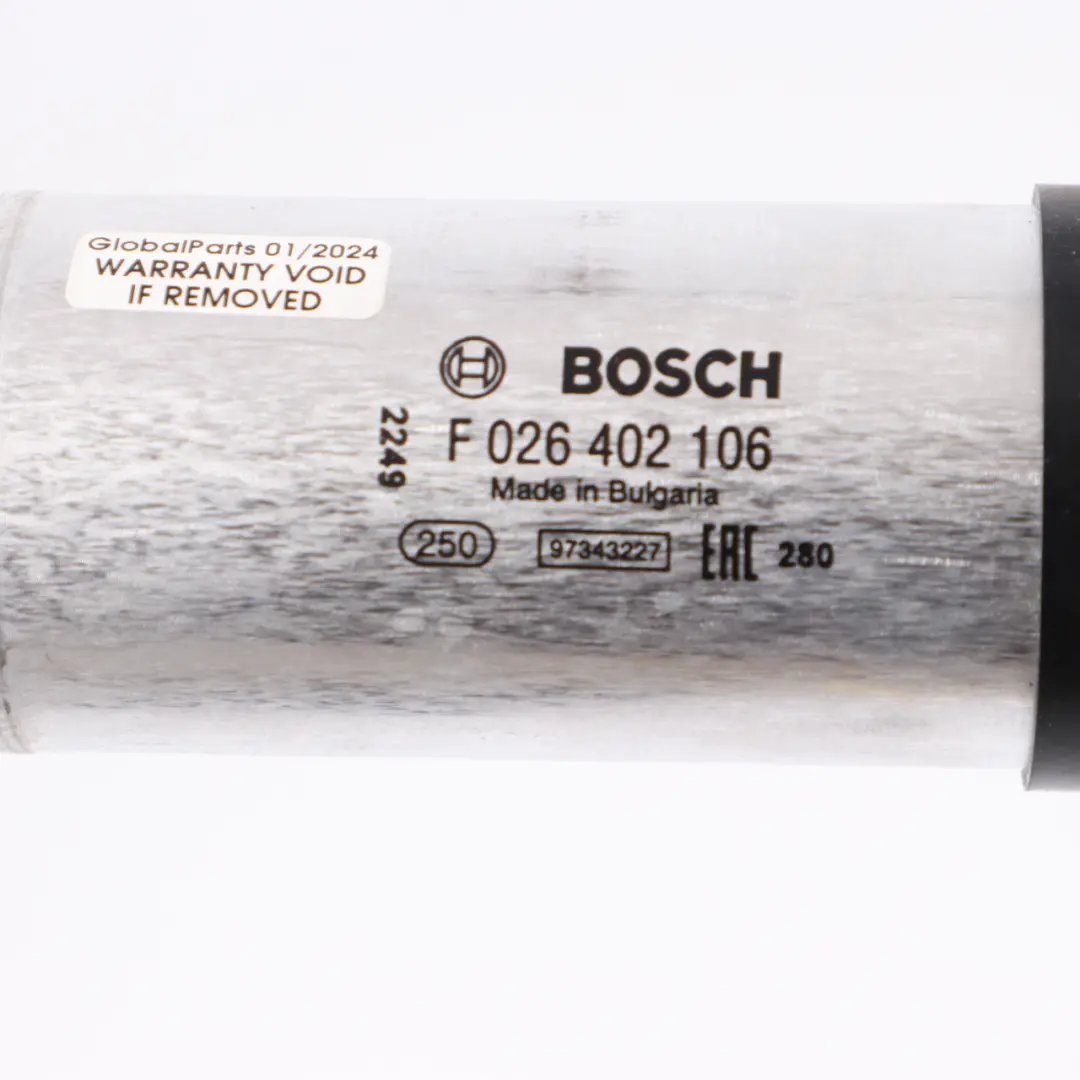 GlobalParts 01/2024
WARRANTY VOID
IF REMOVED
BOSCH
2249
F 026 402 106
Made in Bulgaria
250 97343227 EAC 280